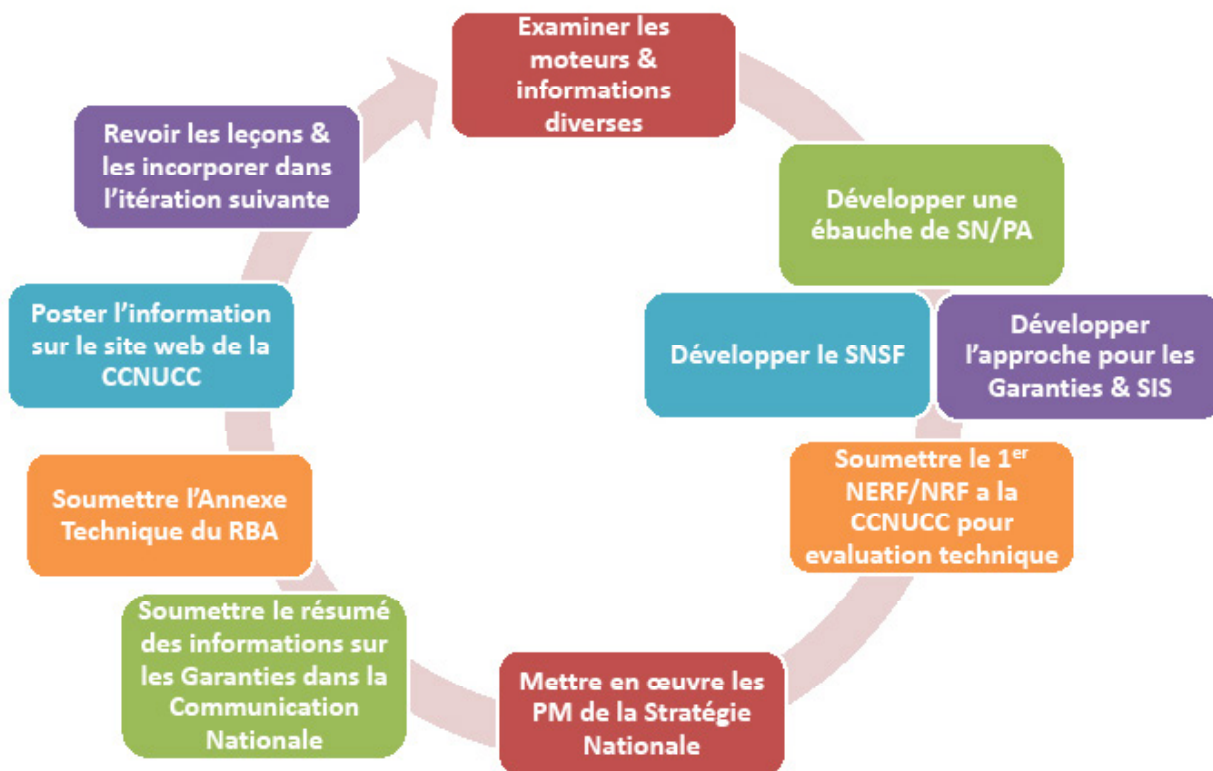 Examiner les
moteurs &
informations
diverses
Développer une
ébauche de SN/PA
Développer le SNSF
Développer
l'approche pour les
Garanties & SIS
Soumettre le 1er
NERF/NRF a la
CCNUCC pour
evaluation technique
Mettre en œuvre les
PM de la Stratégie
Nationale
Soumettre le résumé
des informations sur
les Garanties dans la
Communication
Nationale
Soumettre l'Annexe
Technique du RBA
Poster l'information
sur le site web de la
CCNUCC
Revoir les leçons &
les incorporer dans
l'itération suivante